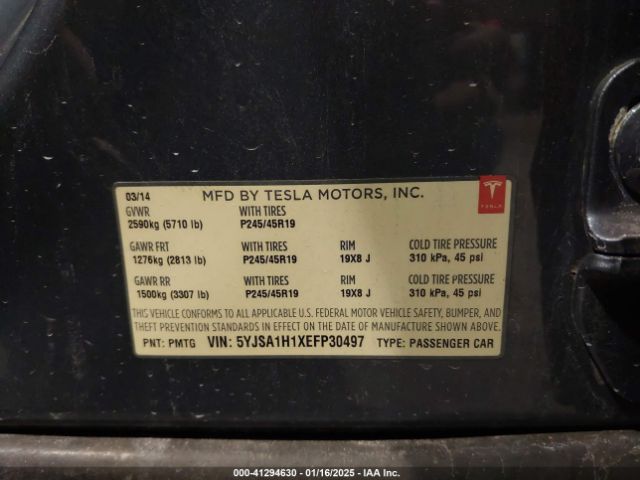 03/14 MFD BY TESLA MOTORS, INC.
TESLA
GVWR WITH TIRES
2590kg (5710 lb) P245/45R19
GAWR FRT WITH TIRES RIM COLD TIRE PRESSURE
1276kg (2813 lb) P245/45R19 19X8 J 310 kPa, 45 psi
GAWR RR WITH TIRES RIM COLD TIRE PRESSURE
1500kg (3307 lb) P245/45R19 19X8 J 310 kPa, 45 psi
THIS VEHICLE CONFORMS TO ALL APPLICABLE U.S. FEDERAL MOTOR VEHICLE SAFETY, BUMPER, AND
THEFT PREVENTION STANDARDS IN EFFECT ON THE DATE OF MANUFACTURE SHOWN ABOVE.
PNT: PMTG VIN: 5YJSA1H1XEFP30497 TYPE: PASSENGER CAR
000-41294630 - 01/16/2025 - IAA Inc.